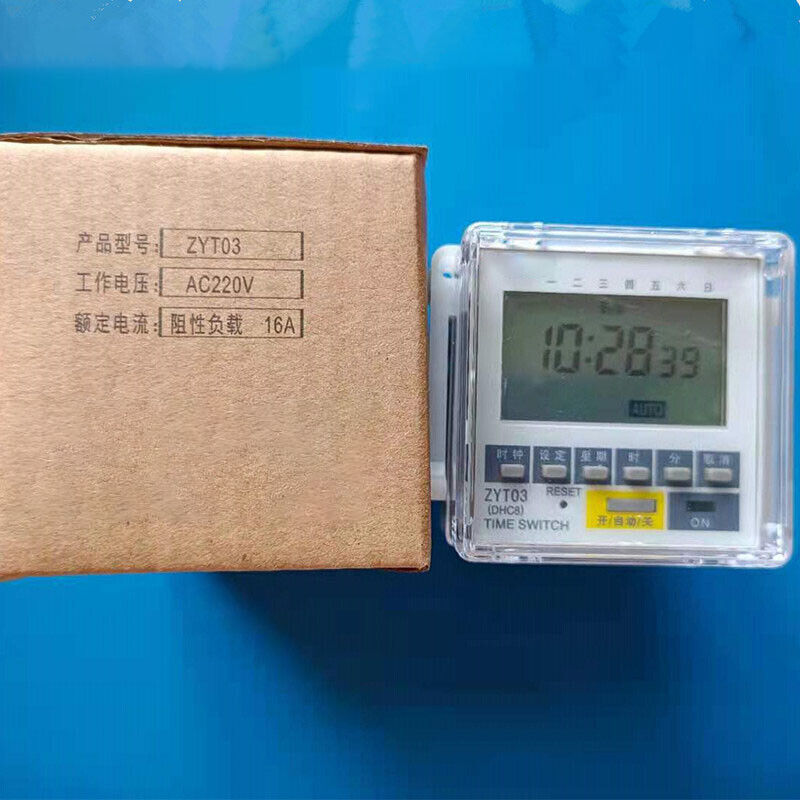 产品型号: ZYT03
工作电压: AC220V
额定电流: 阻性负载 16A
一 二 三 四 五 六 日
10:28 39
AUTO
时钟 设定 星期 时 分 取消
ZYT03
(DHC8)
TIME SWITCH
RESET
开/自动/关
ON